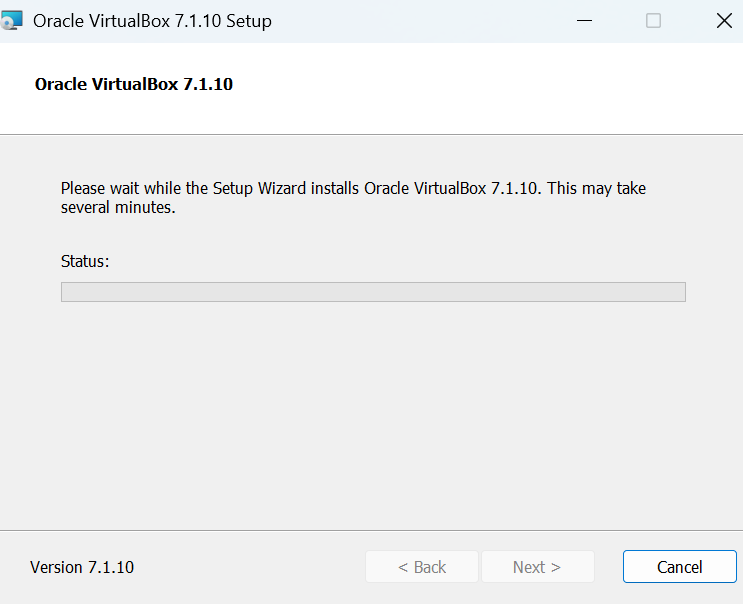 Oracle VirtualBox 7.1.10 Setup
Oracle VirtualBox 7.1.10
Please wait while the Setup Wizard installs Oracle VirtualBox 7.1.10. This may take
several minutes.
Status:
Version 7.1.10
< Back
Next >
Cancel